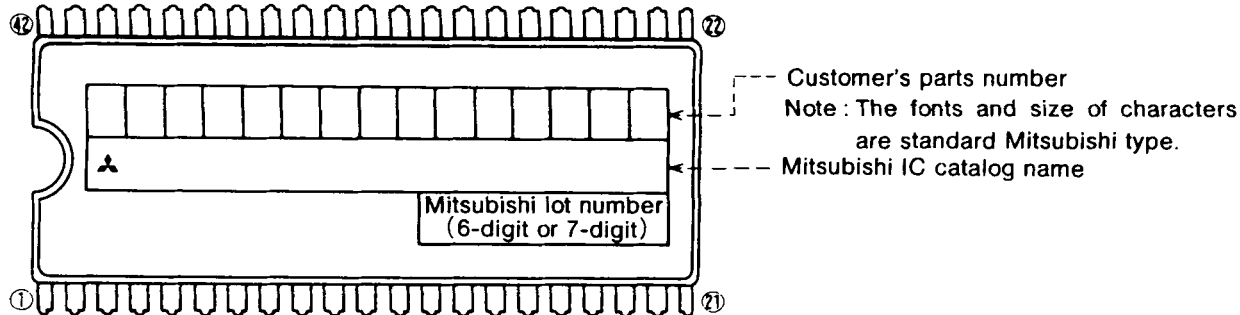 ㊷ ㉒
Customer's parts number
Note : The fonts and size of characters
are standard Mitsubishi type.
Mitsubishi IC catalog name
Mitsubishi lot number
(6-digit or 7-digit)
① ㉑